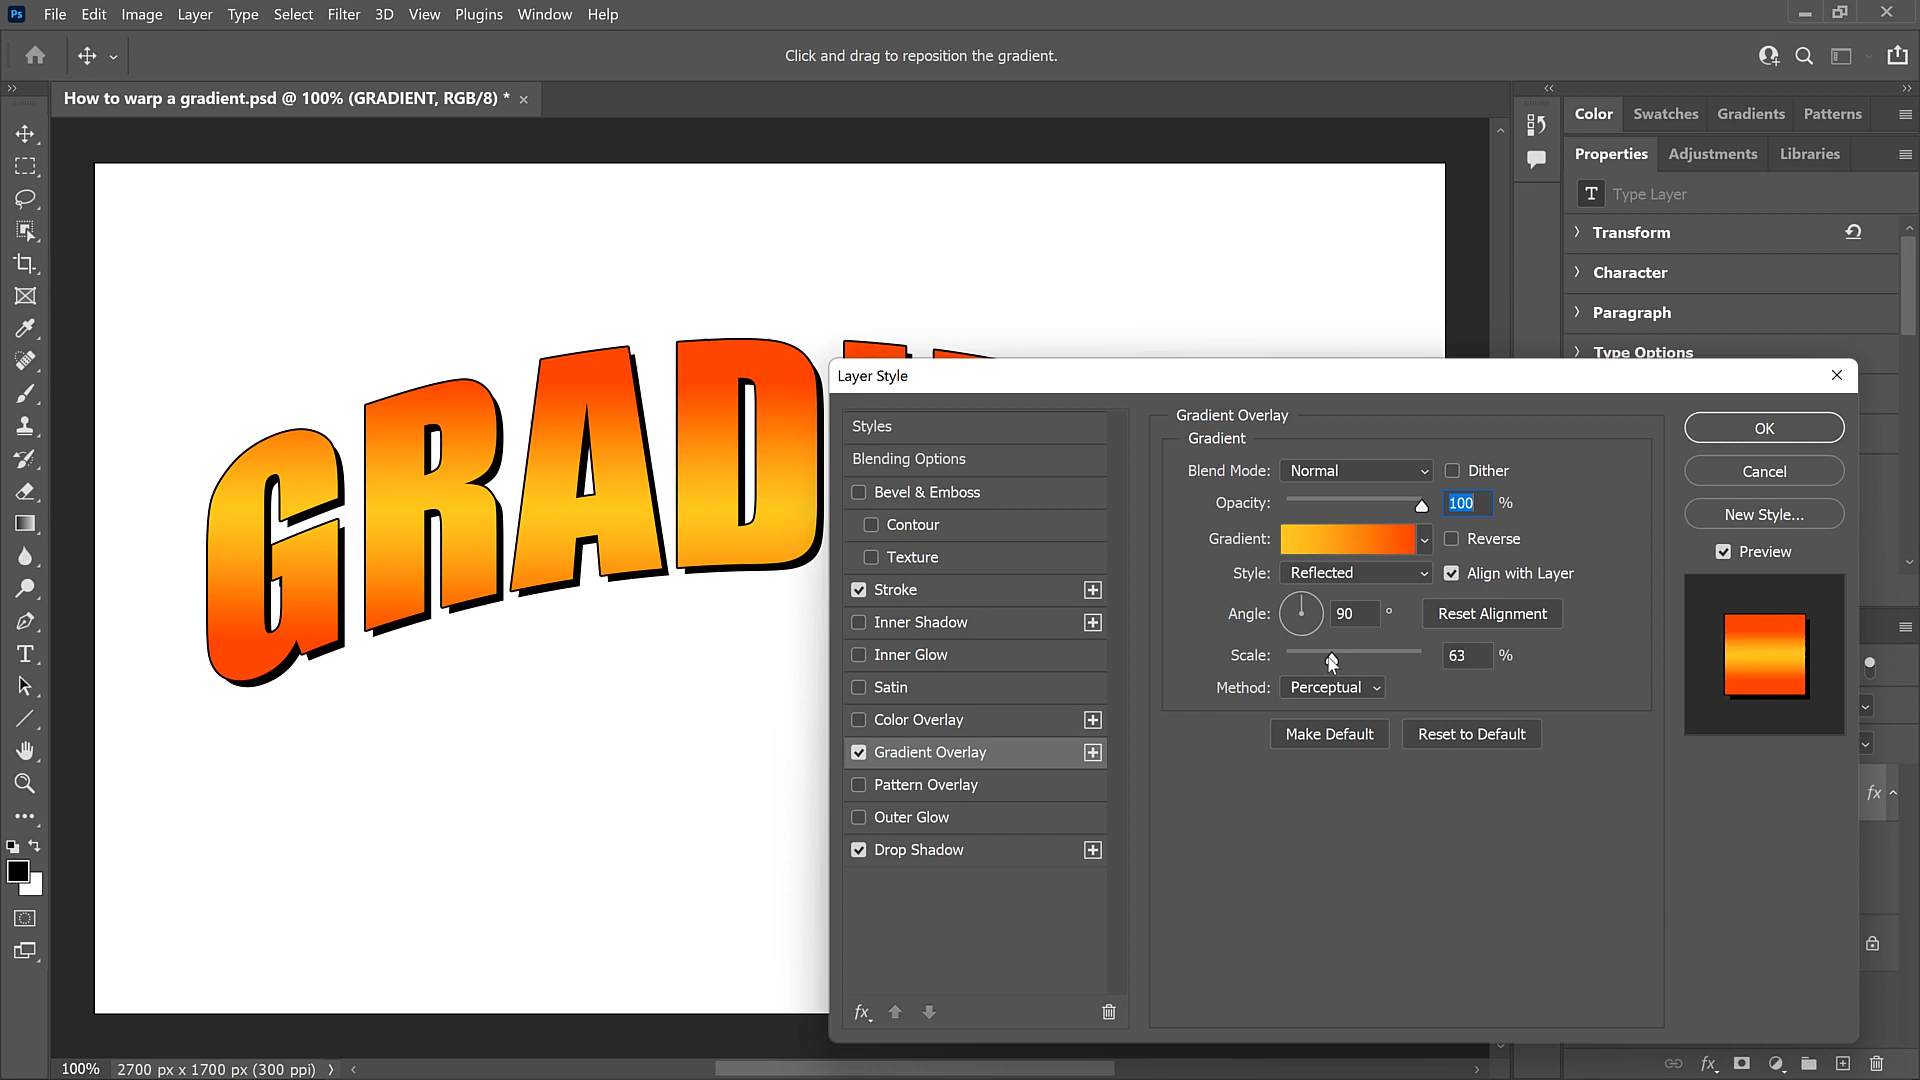 Ps File Edit Image Layer Type Select Filter 3D View Plugins Window Help
Click and drag to reposition the gradient.
How to warp a gradient.psd @ 100% (GRADIENT, RGB/8) * ×
Color Swatches Gradients Patterns
Properties Adjustments Libraries
T Type Layer
Transform
Character
Paragraph
Type Options
GRAD
Layer Style
Styles
Blending Options
Bevel & Emboss
Contour
Texture
Stroke
Inner Shadow
Inner Glow
Satin
Color Overlay
Gradient Overlay
Pattern Overlay
Outer Glow
Drop Shadow
fx
Gradient Overlay
Gradient
Blend Mode: Normal Dither
Opacity: 100 %
Gradient: Reverse
Style: Reflected Align with Layer
Angle: 90 ° Reset Alignment
Scale: 63 %
Method: Perceptual
Make Default Reset to Default
OK
Cancel
New Style...
Preview
fx
100% 2700 px x 1700 px (300 ppi)
fx